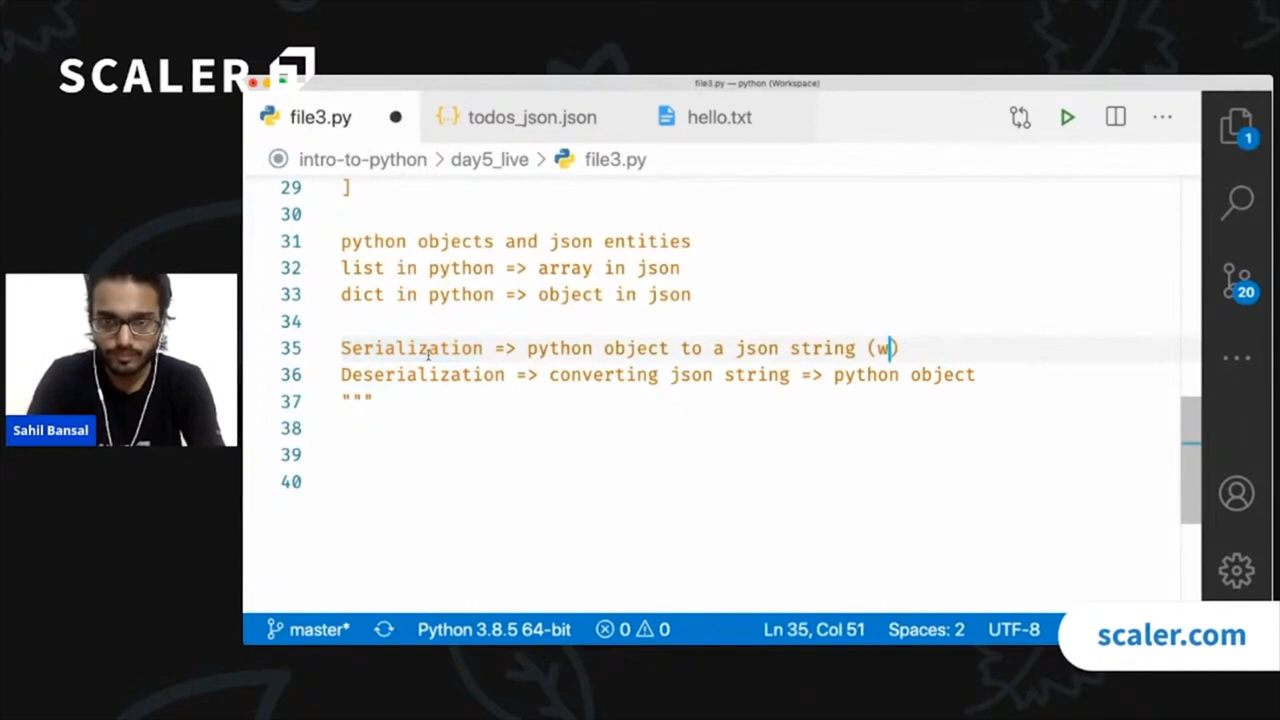 SCALER
file3.py — python (Workspace)
file3.py
todos_json.json
hello.txt
intro-to-python > day5_live > file3.py
1
29 ]
30
31 python objects and json entities
32 list in python => array in json
33 dict in python => object in json
34
35 Serialization => python object to a json string (w)
36 Deserialization => converting json string => python object
37 """
38
39
40
20
Sahil Bansal
master* Python 3.8.5 64-bit 0 0 Ln 35, Col 51 Spaces: 2 UTF-8
scaler.com